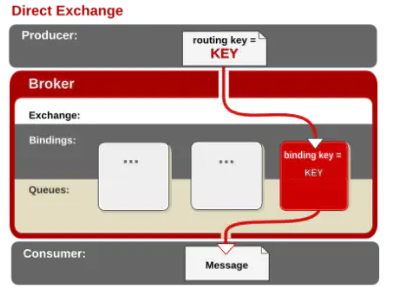 Direct Exchange
Producer:
routing key =
KEY
Broker
Exchange:
Bindings:
...
...
binding key =
KEY
Queues:
Consumer:
Message